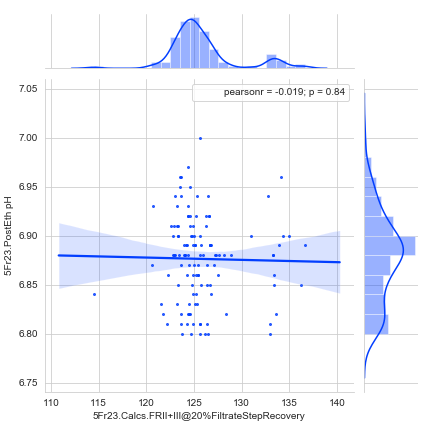 pearsonr = -0.019; p = 0.84
7.05
7.00
6.95
6.90
6.85
6.80
6.75
5Fr23.PostEth pH
110 115 120 125 130 135 140
5Fr23.Calcs.FRII+III@20%FiltrateStepRecovery